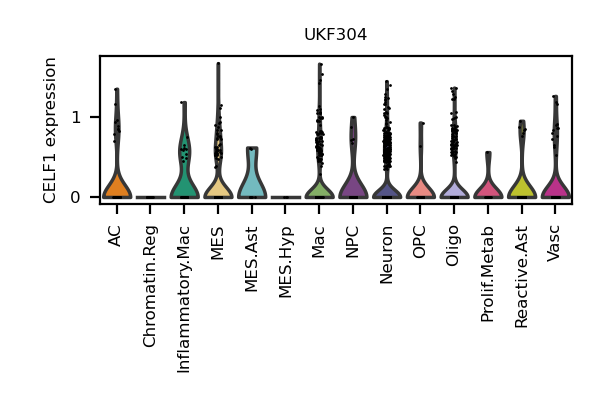 UKF304
CELF1 expression
1
0
AC
Chromatin.Reg
Inflammatory.Mac
MES
MES.Ast
MES.Hyp
Mac
NPC
Neuron
OPC
Oligo
Prolif.Metab
Reactive.Ast
Vasc